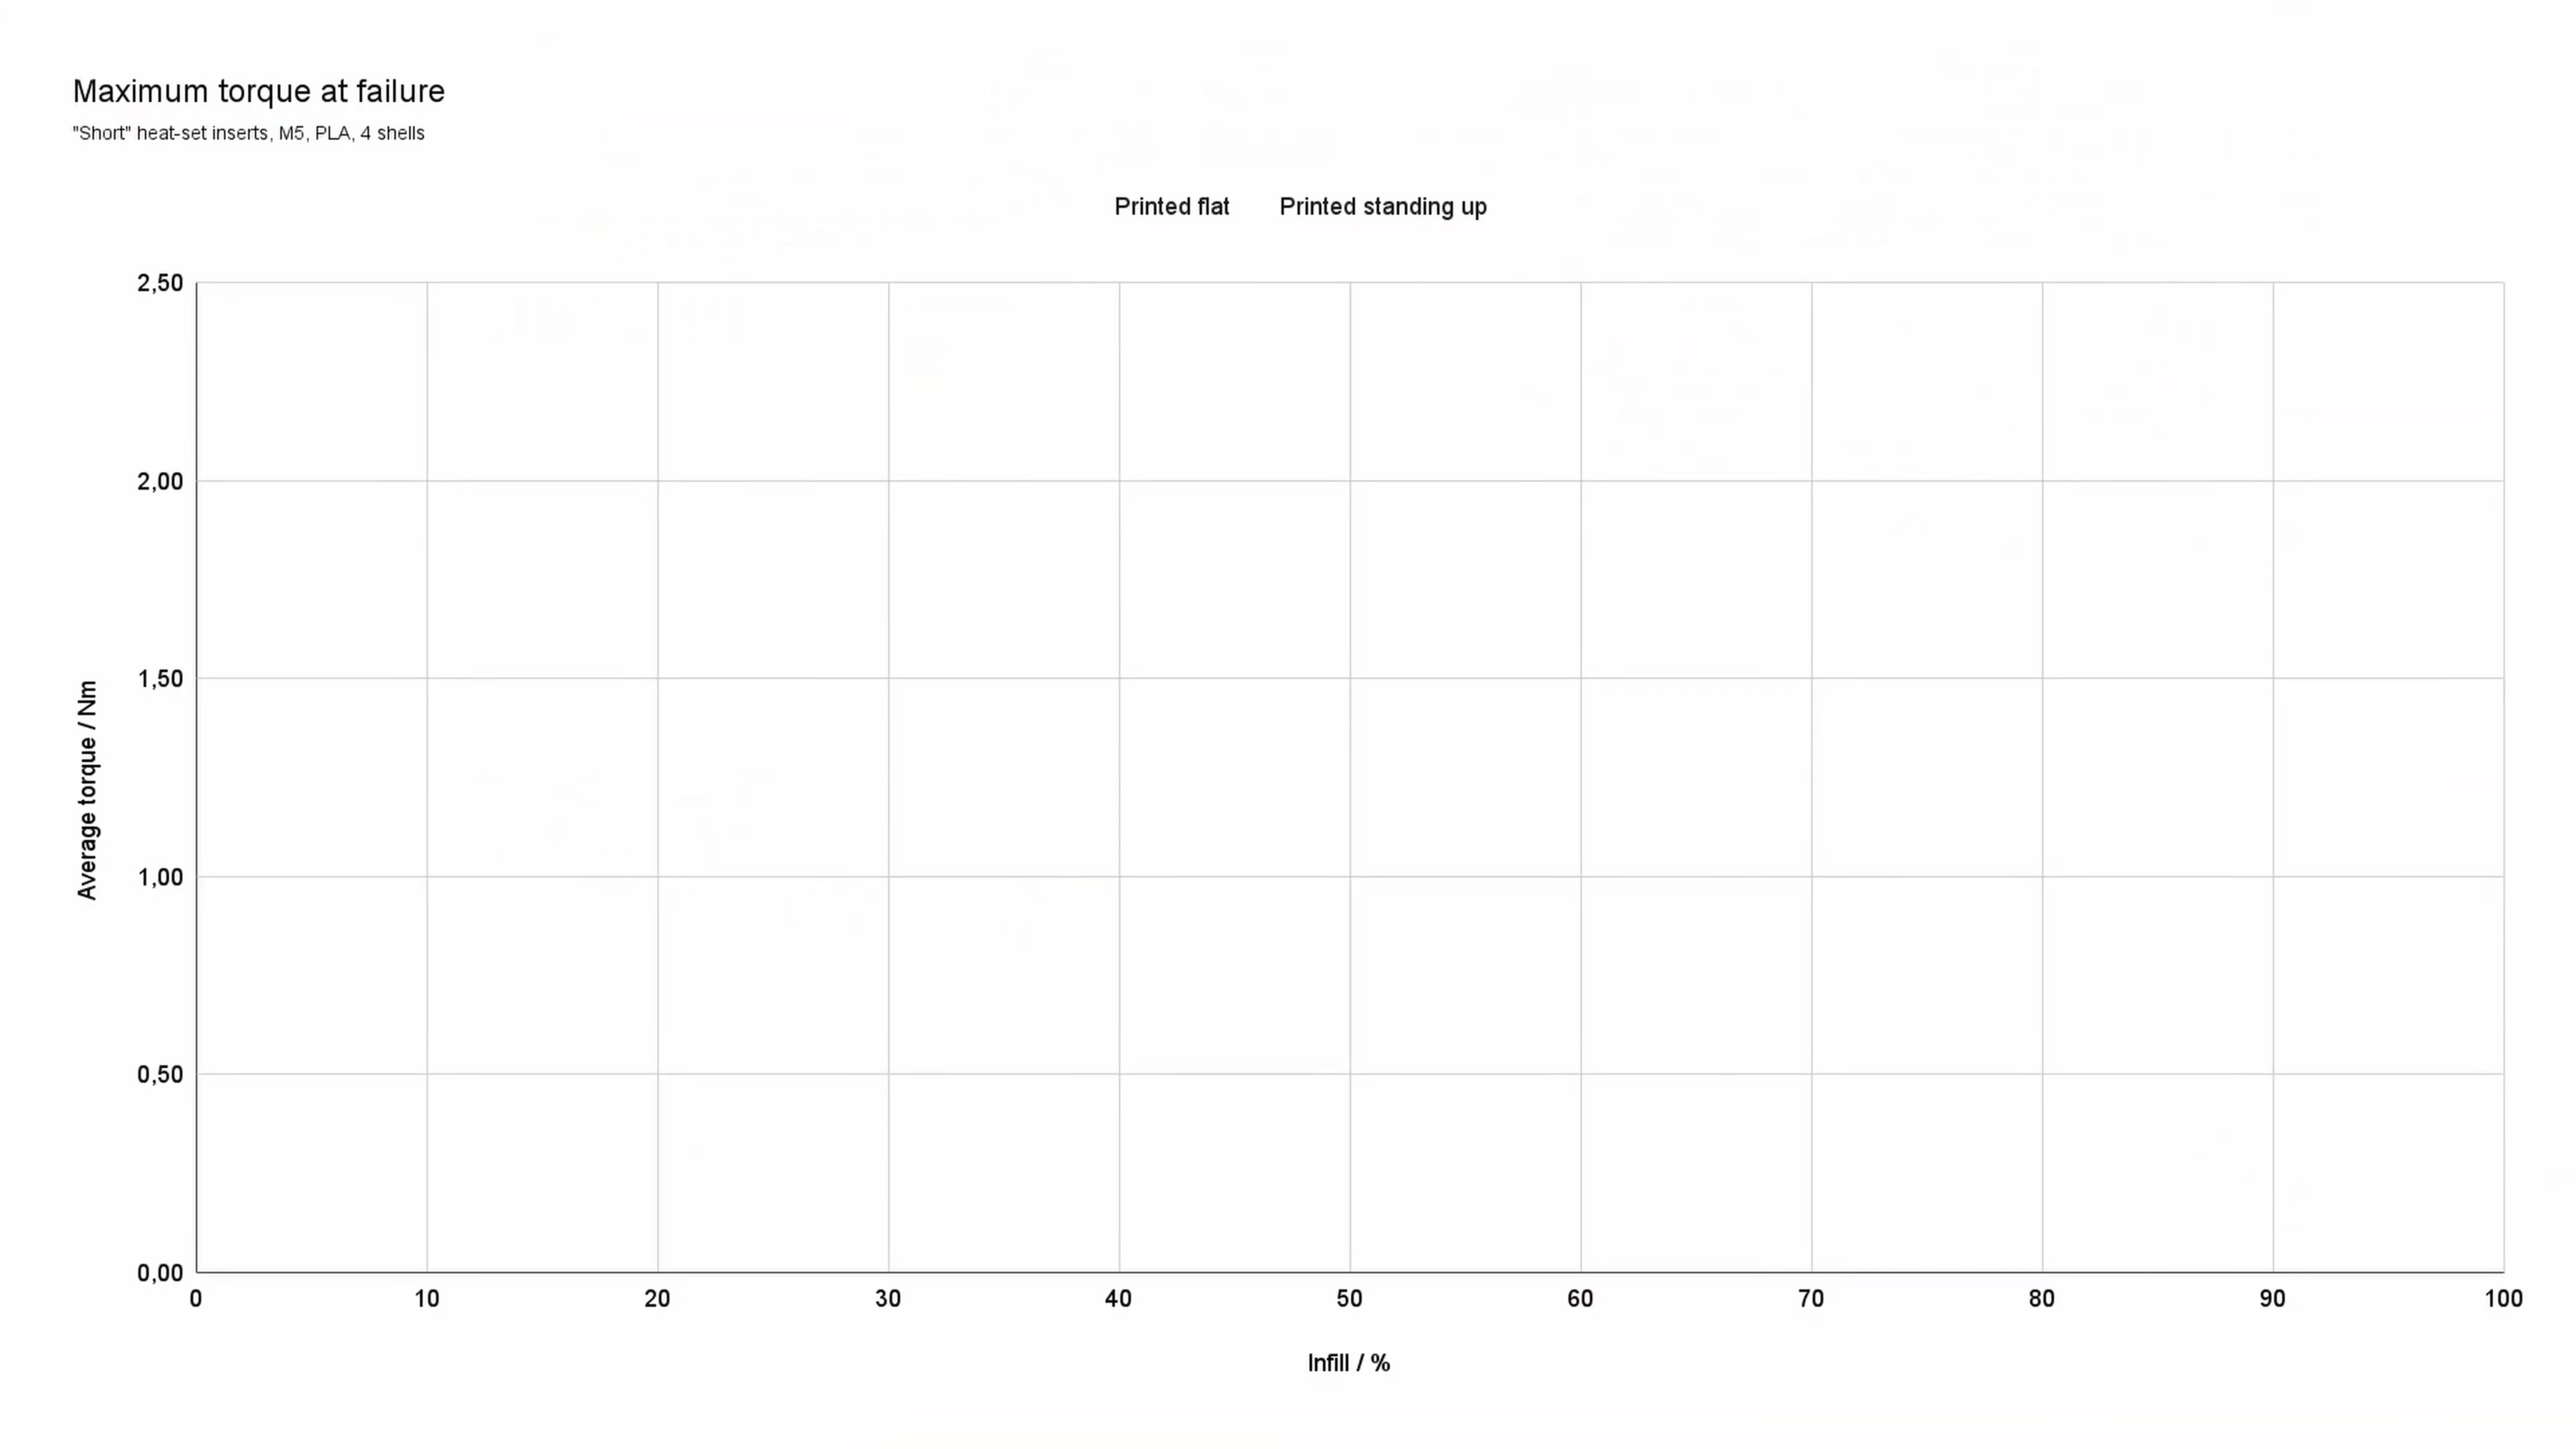 Maximum torque at failure
"Short" heat-set inserts, M5, PLA, 4 shells
Printed flat
Printed standing up
2,50
2,00
1,50
1,00
0,50
0,00
Average torque / Nm
0
10
20
30
40
50
60
70
80
90
100
Infill / %